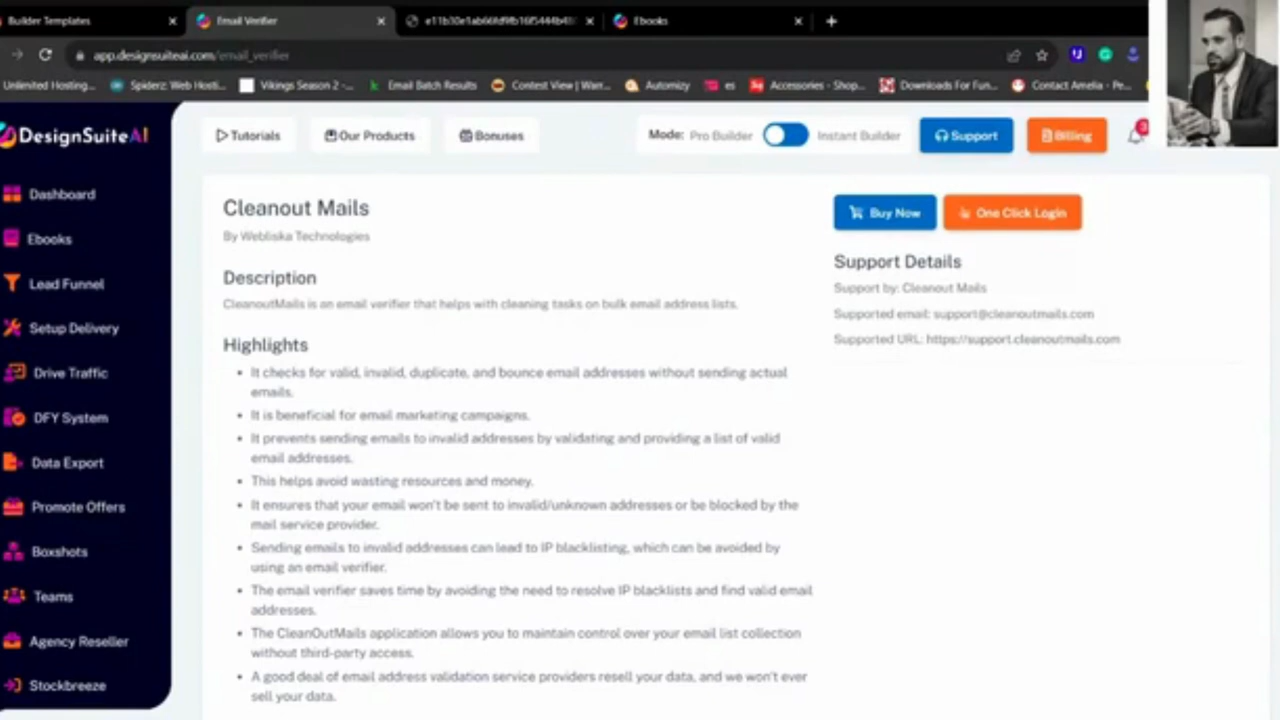 Builder Templates
Email Verifier
Ebooks
app.designsuiteai.com/email_verifier
Unlimited Hosting...
Spiderz Web Hosti...
Vikings Season 2 -...
Email Batch Results
Contest View | Warr...
Automizy
es
Accessories - Shop...
Downloads For Fun...
Contact Amelia - Pe...
DesignSuiteAI
Tutorials
Our Products
Bonuses
Mode: Pro Builder
Instant Builder
Support
Billing
3
Dashboard
Ebooks
Lead Funnel
Setup Delivery
Drive Traffic
DFY System
Data Export
Promote Offers
Boxshots
Teams
Agency Reseller
Stockbreeze
Cleanout Mails
By Webliska Technologies
Description
CleanoutMails is an email verifier that helps with cleaning tasks on bulk email address lists.
Highlights
• It checks for valid, invalid, duplicate, and bounce email addresses without sending actual
emails.
• It is beneficial for email marketing campaigns.
• It prevents sending emails to invalid addresses by validating and providing a list of valid
email addresses.
• This helps avoid wasting resources and money.
• It ensures that your email won't be sent to invalid/unknown addresses or be blocked by the
mail service provider.
• Sending emails to invalid addresses can lead to IP blacklisting, which can be avoided by
using an email verifier.
• The email verifier saves time by avoiding the need to resolve IP blacklists and find valid email
addresses.
• The CleanOutMails application allows you to maintain control over your email list collection
without third-party access.
• A good deal of email address validation service providers resell your data, and we won't ever
sell your data.
Buy Now
One Click Login
Support Details
Support by: Cleanout Mails
Supported email: support@cleanoutmails.com
Supported URL: https://support.cleanoutmails.com